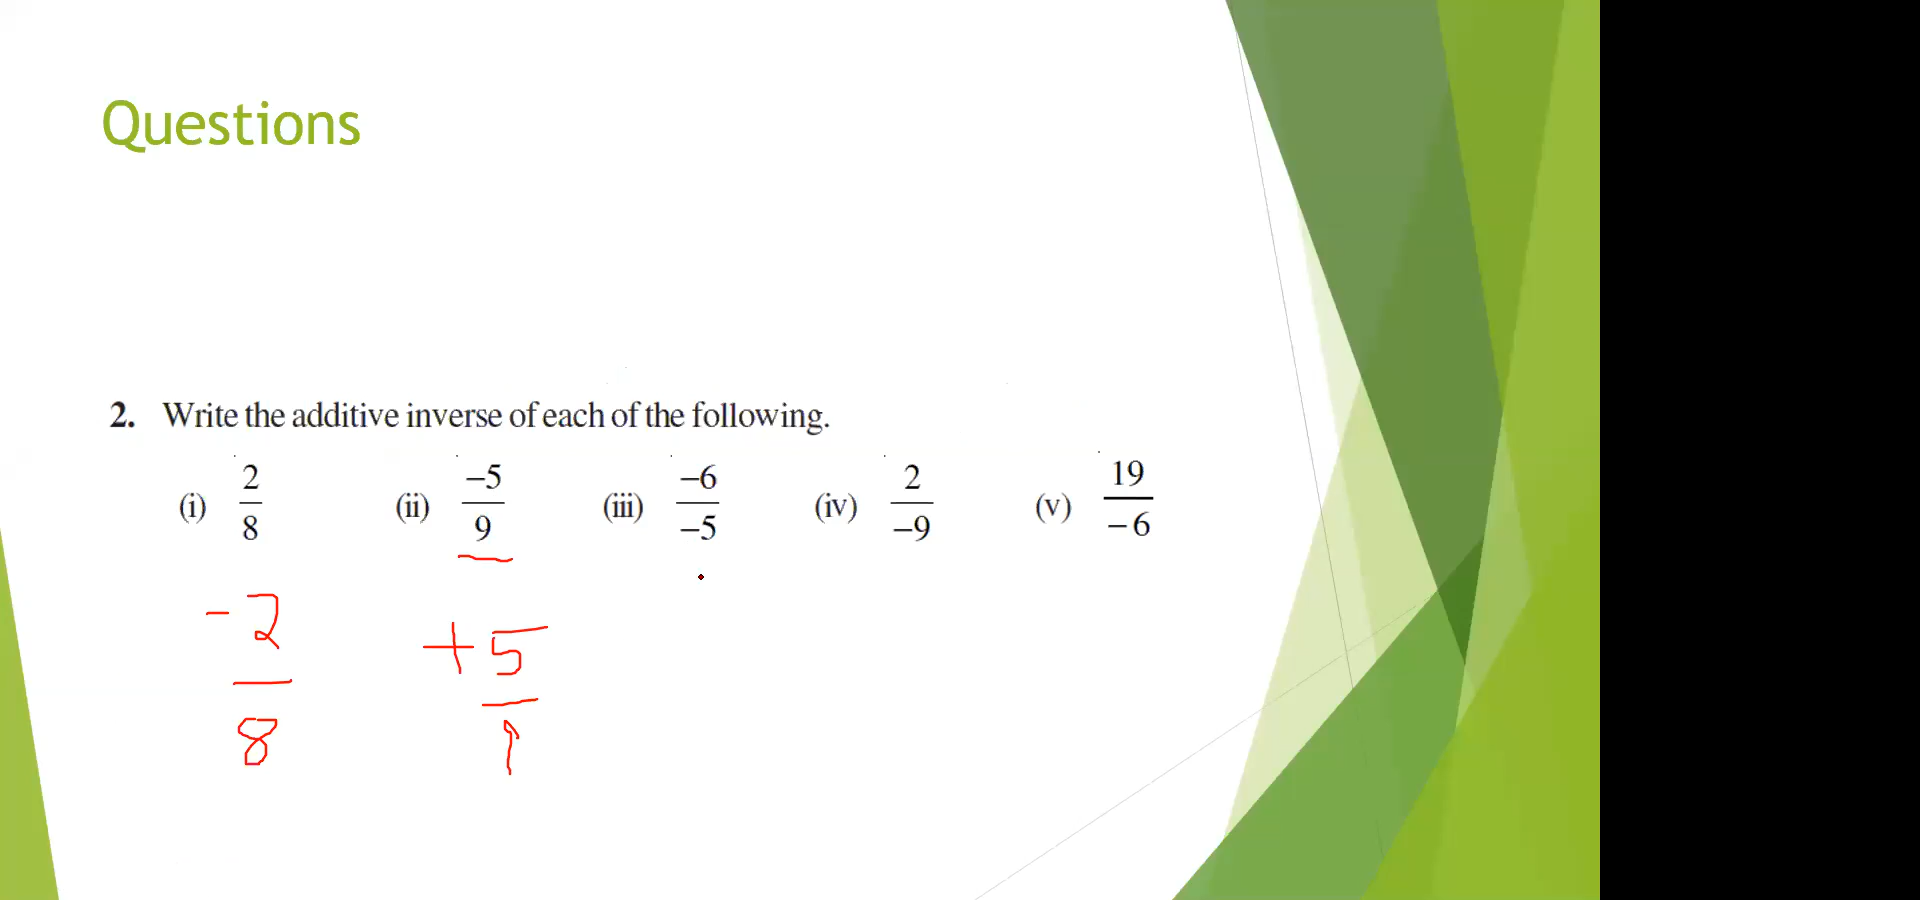 Questions
2. Write the additive inverse of each of the following.
(i) 2/8 (ii) −5/9 (iii) −6/−5 (iv) 2/−9 (v) 19/−6
-2/8 +5/9